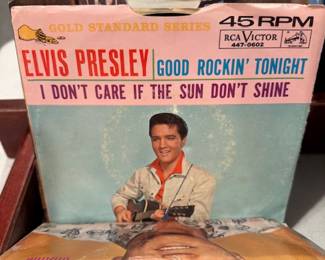 GOLD STANDARD SERIES
45 RPM
RCA VICTOR
447-0602
ELVIS PRESLEY
GOOD ROCKIN' TONIGHT
I DON'T CARE IF THE SUN DON'T SHINE